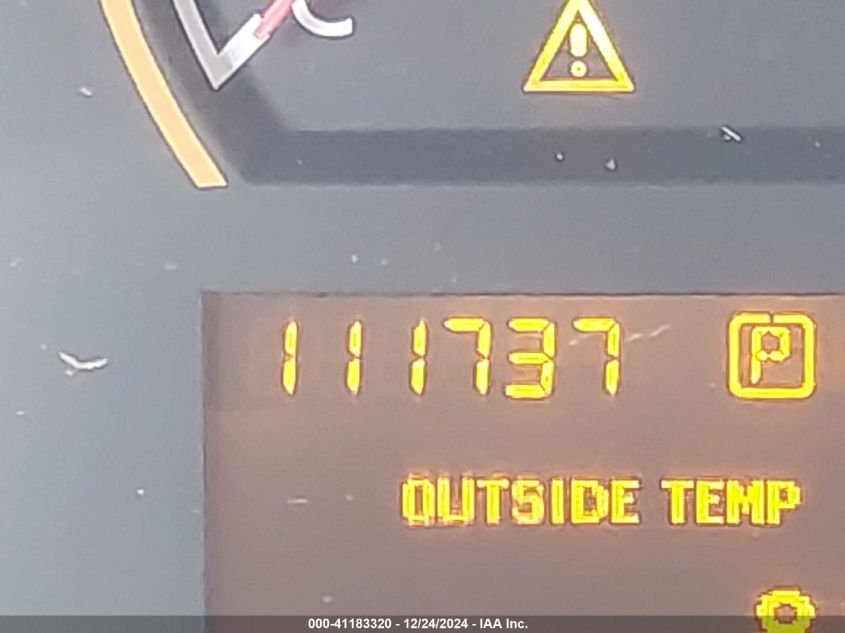 111737 P
OUTSIDE TEMP
000-41183320 - 12/24/2024 - IAA Inc.